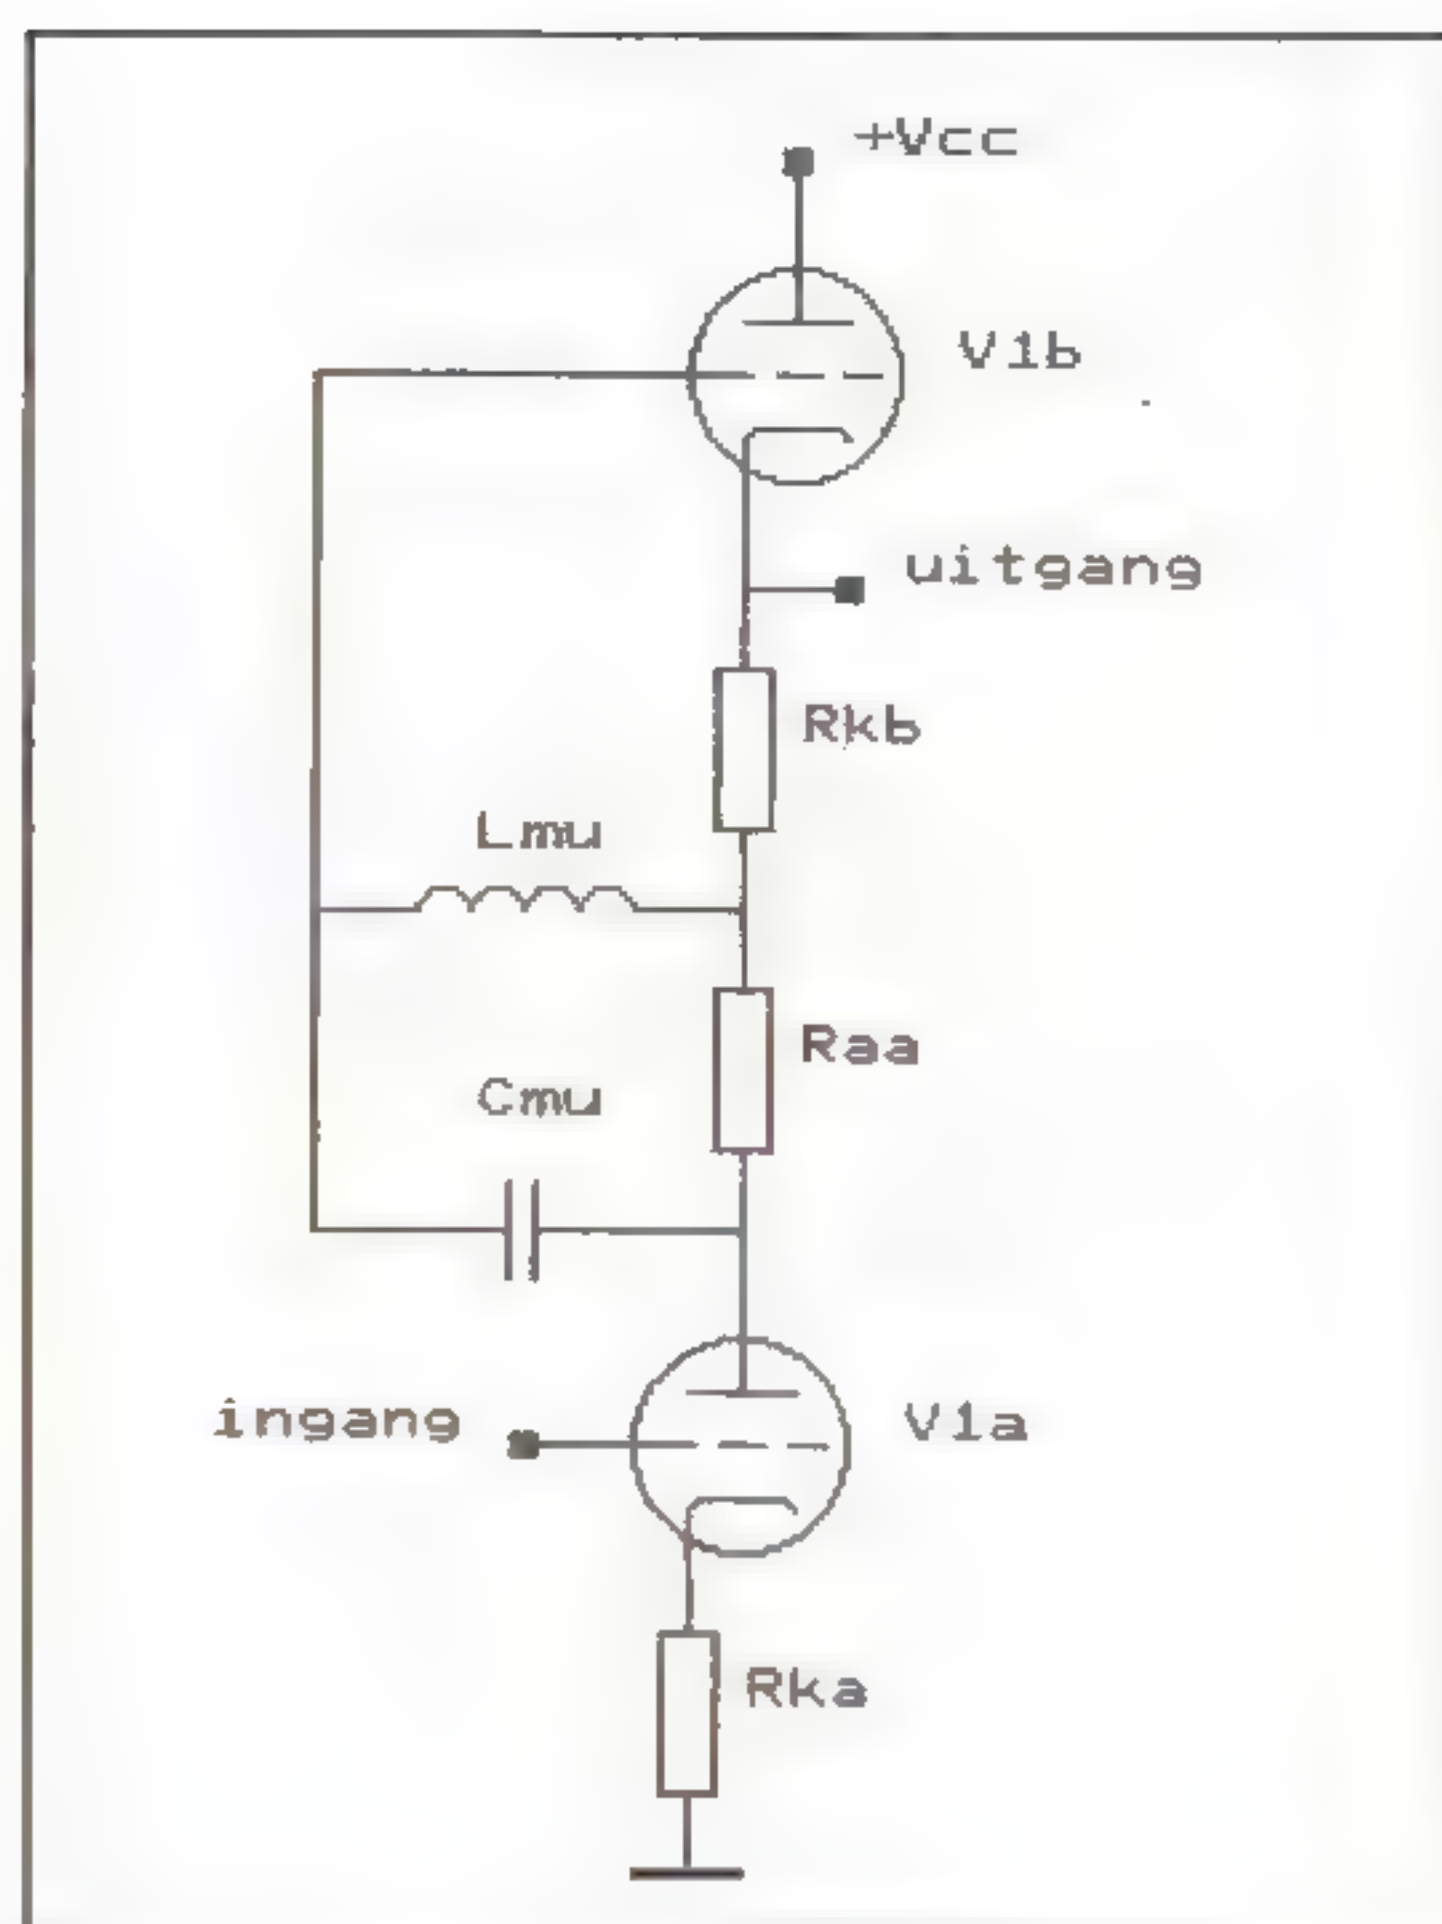 +Vcc
V1b
uitgang
Rkb
Lmu
Raa
Cmu
ingang
V1a
Rka